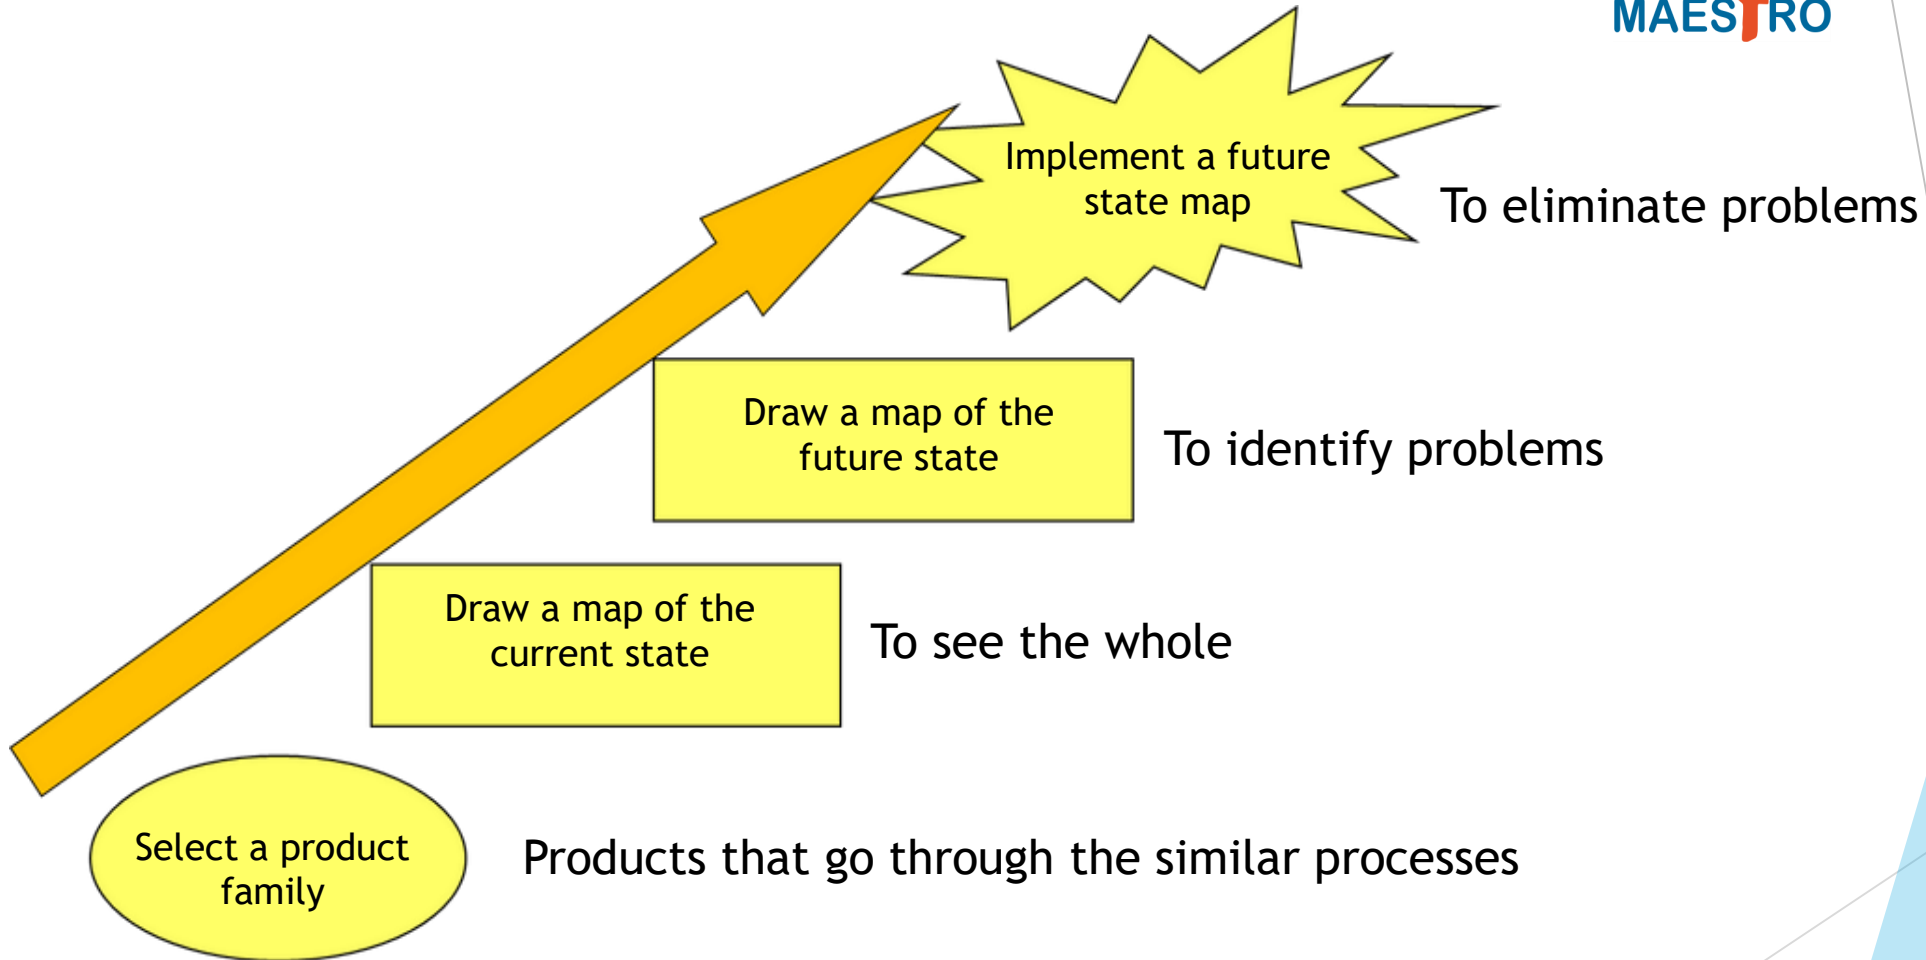 MAESTRO
Implement a future
state map
To eliminate problems
Draw a map of the
future state
To identify problems
Draw a map of the
current state
To see the whole
Select a product
family
Products that go through the similar processes